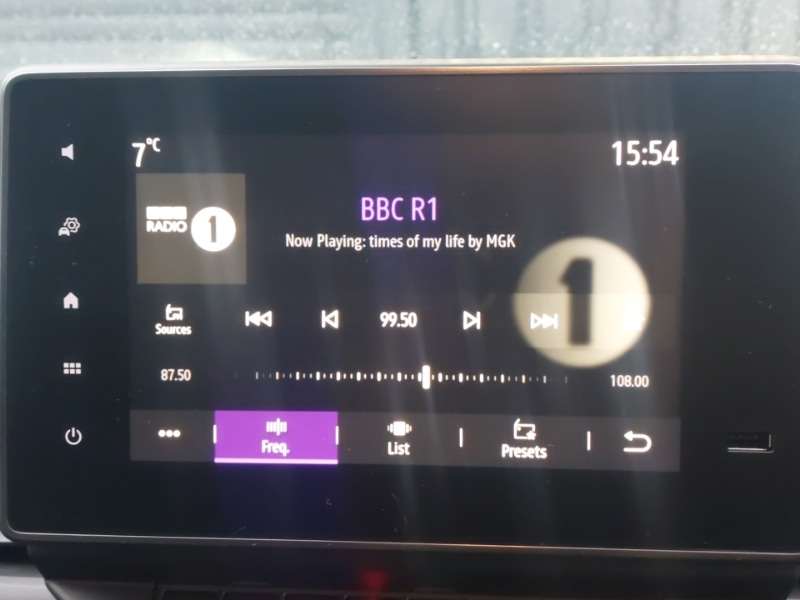 7°C
15:54
BBC R1
RADIO 1
Now Playing: times of my life by MGK
1
Sources
99.50
87.50
108.00
Freq.
List
Presets